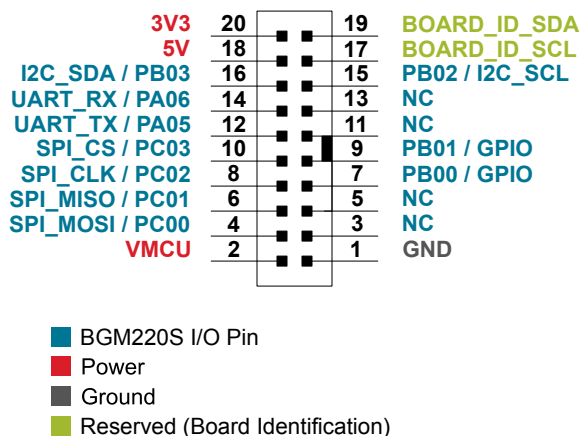 3V3 20 19 BOARD_ID_SDA
5V 18 17 BOARD_ID_SCL
I2C_SDA / PB03 16 15 PB02 / I2C_SCL
UART_RX / PA06 14 13 NC
UART_TX / PA05 12 11 NC
SPI_CS / PC03 10 9 PB01 / GPIO
SPI_CLK / PC02 8 7 PB00 / GPIO
SPI_MISO / PC01 6 5 NC
SPI_MOSI / PC00 4 3 NC
VMCU 2 1 GND
BGM220S I/O Pin
Power
Ground
Reserved (Board Identification)